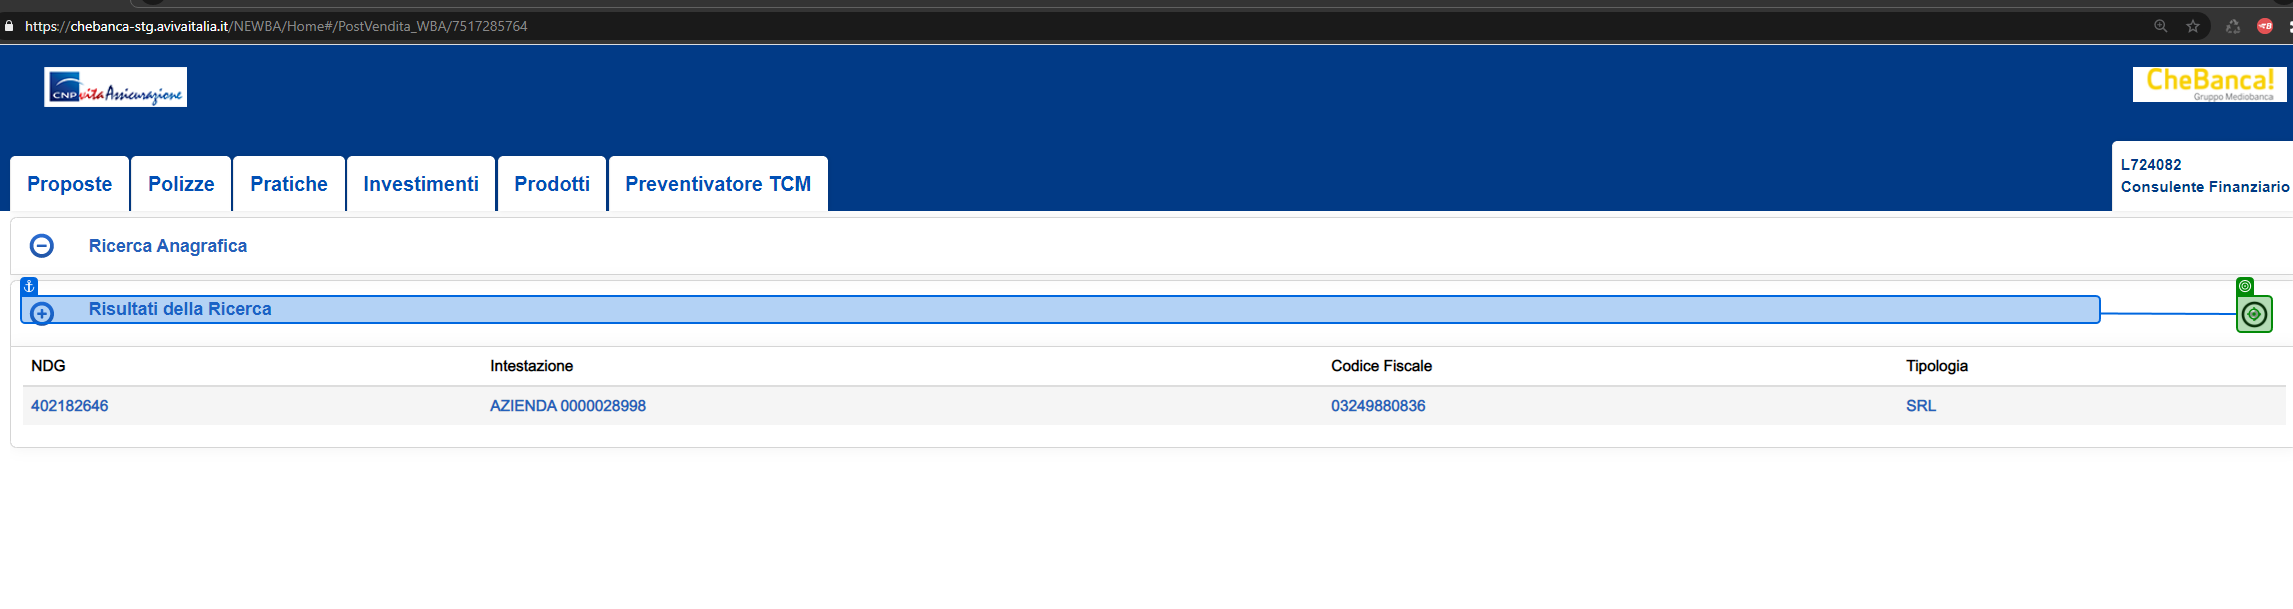 https://chebanca-stg.avivaitalia.it/NEWBA/Home#/PostVendita_WBA/7517285764
CNP vita Assicurazione
CheBanca!
Gruppo Mediobanca
Proposte
Polizze
Pratiche
Investimenti
Prodotti
Preventivatore TCM
L724082
Consulente Finanziario
Ricerca Anagrafica
Risultati della Ricerca
NDG Intestazione Codice Fiscale Tipologia
402182646 AZIENDA 0000028998 03249880836 SRL